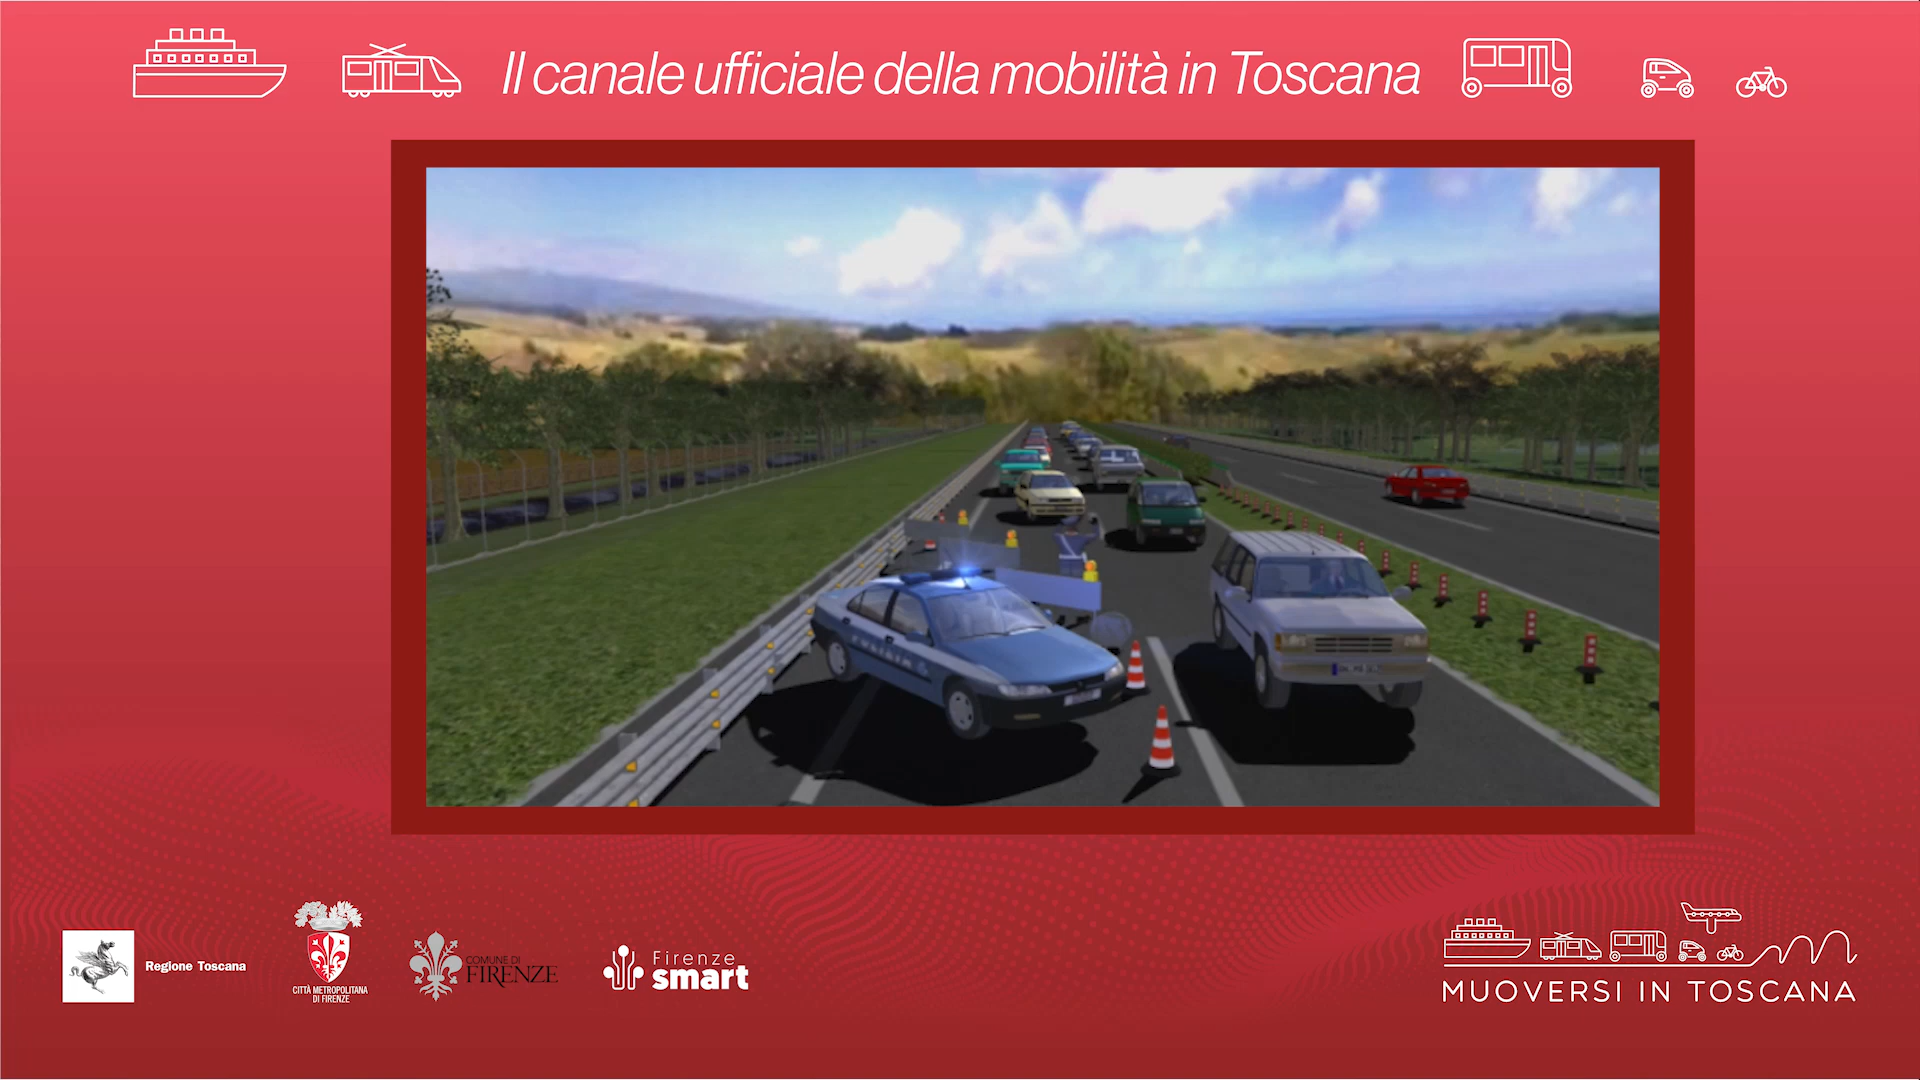 Il canale ufficiale della mobilità in Toscana
POLIZIA
Regione Toscana
CITTÀ METROPOLITANA
DI FIRENZE
COMUNE DI
FIRENZE
Firenze
smart
MUOVERSI IN TOSCANA